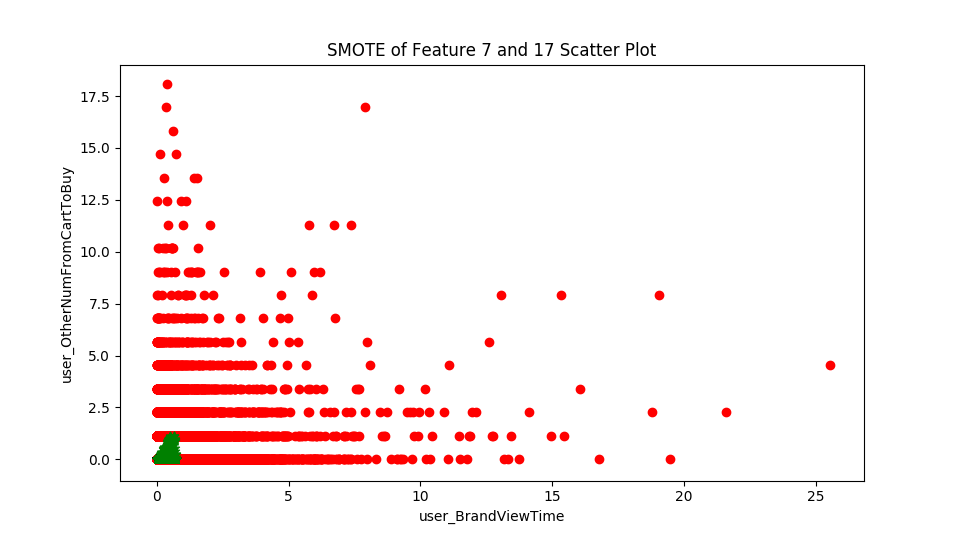 SMOTE of Feature 7 and 17 Scatter Plot
17.5
15.0
12.5
10.0
7.5
5.0
2.5
0.0
user_OtherNumFromCartToBuy
0 5 10 15 20 25
user_BrandViewTime